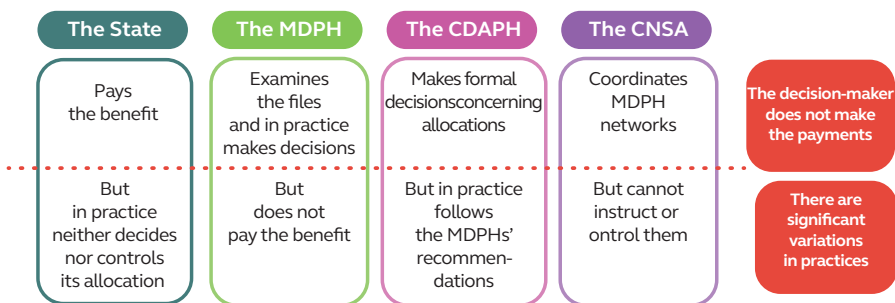 The State
The MDPH
The CDAPH
The CNSA
Pays
the benefit
Examines
the files
and in practice
makes decisions
Makes formal
decisionsconcerning
allocations
Coordinates
MDPH
networks
The decision-maker
does not make
the payments
But
in practice
neither decides
nor controls
its allocation
But
does not
pay the benefit
But in practice
follows
the MDPHs’
recommen-
dations
But cannot
instruct or
ontrol them
There are
significant
variations
in practices